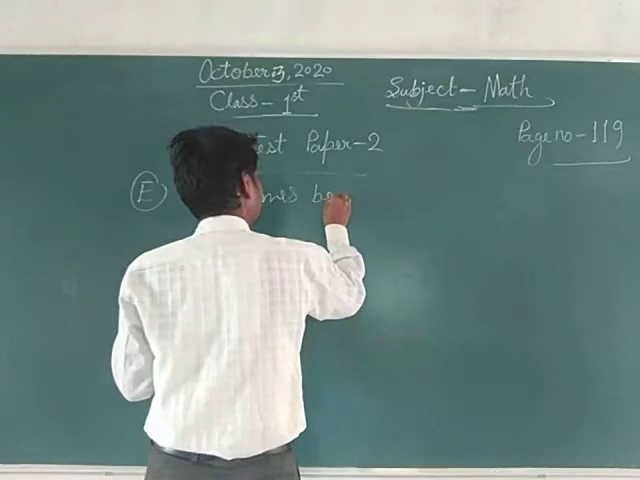 October 13, 2020
Class - 1st
Subject - Math
Test Paper - 2
Page no - 119
E